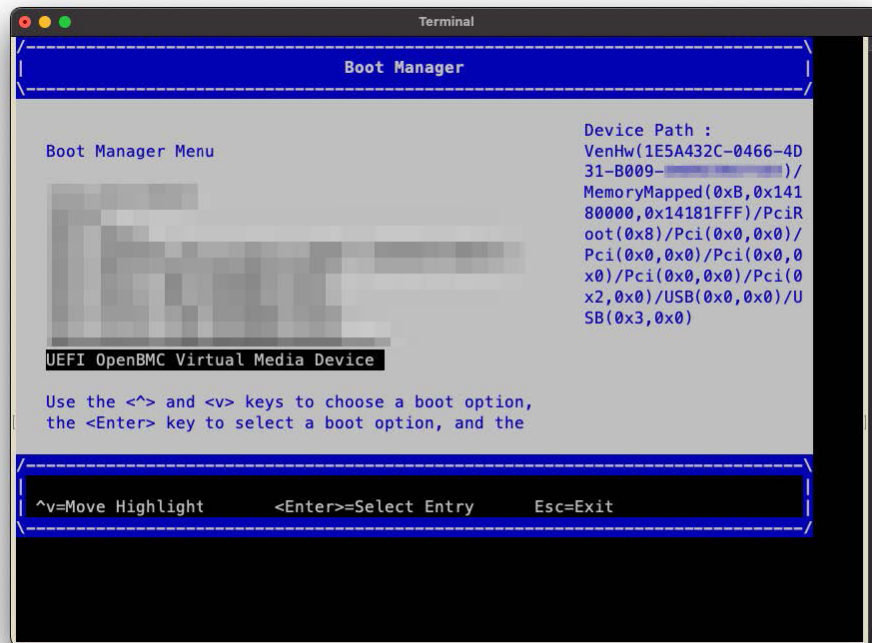 Terminal
/------------------------------------------------------------------------------\
| Boot Manager |
\------------------------------------------------------------------------------/
Boot Manager Menu
UEFI OpenBMC Virtual Media Device
Use the <^> and <v> keys to choose a boot option,
the <Enter> key to select a boot option, and the
Device Path :
VenHw(1E5A432C-0466-4D
31-B009-)/
MemoryMapped(0xB,0x141
80000,0x14181FFF)/PciR
oot(0x8)/Pci(0x0,0x0)/
Pci(0x0,0x0)/Pci(0x0,0
x0)/Pci(0x0,0x0)/Pci(0
x2,0x0)/USB(0x0,0x0)/U
SB(0x3,0x0)
/------------------------------------------------------------------------------\
| |
| ^v=Move Highlight <Enter>=Select Entry Esc=Exit |
\------------------------------------------------------------------------------/